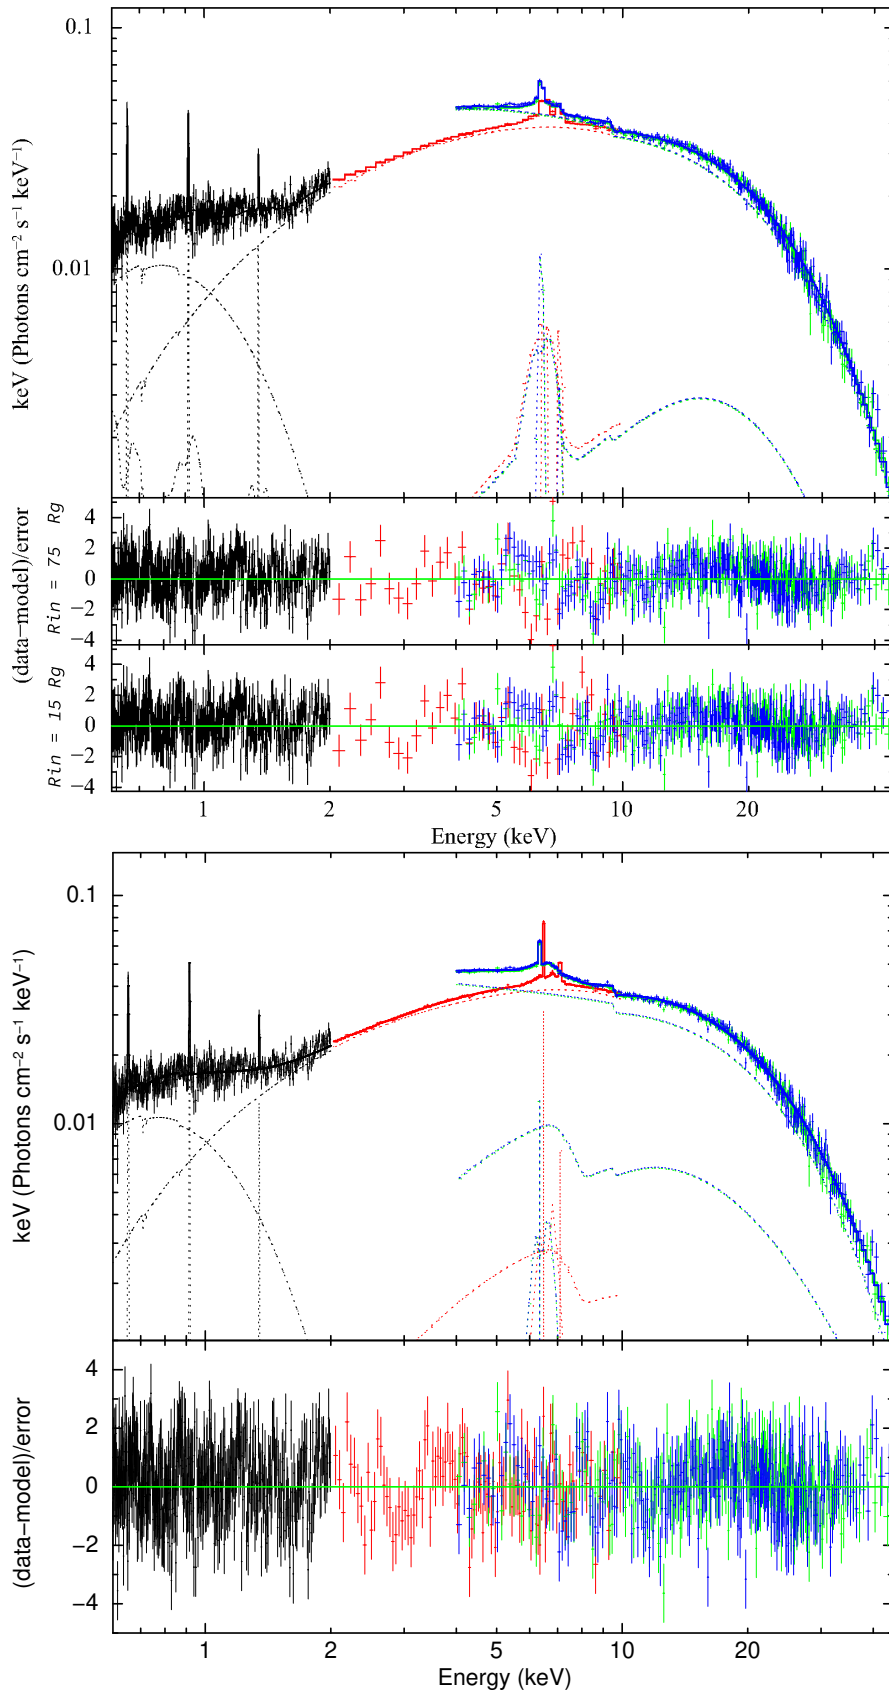 0.1
0.01
keV (Photons cm⁻² s⁻¹ keV⁻¹)
4
2
0
−2
−4
Rin = 75 Rg
(data−model)/error
4
2
0
−2
−4
Rin = 15 Rg
1 2 5 10 20
Energy (keV)
0.1
0.01
keV (Photons cm⁻² s⁻¹ keV⁻¹)
4
2
0
−2
−4
(data−model)/error
1 2 5 10 20
Energy (keV)